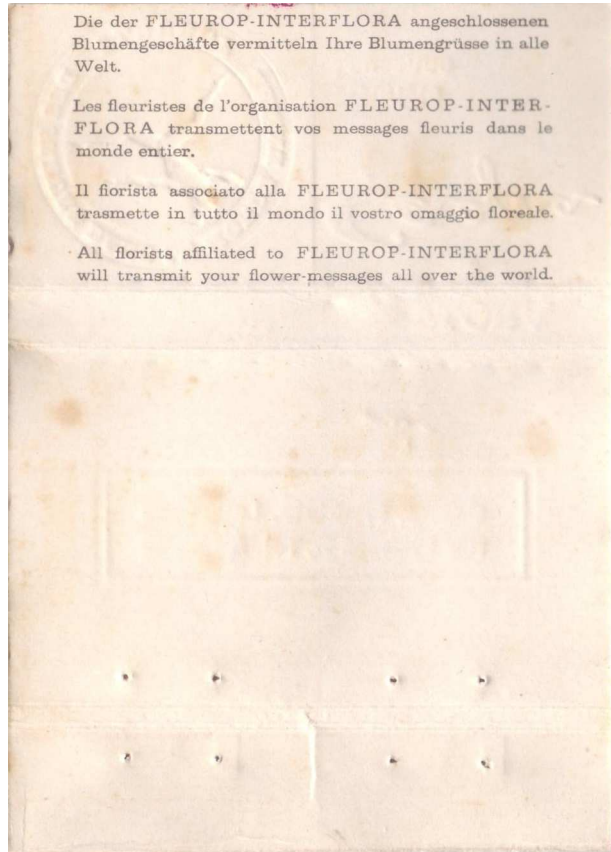 Die der FLEUROP-INTERFLORA angeschlossenen
Blumengeschäfte vermitteln Ihre Blumengrüsse in alle
Welt.
Les fleuristes de l'organisation FLEUROP-INTER-
FLORA transmettent vos messages fleuris dans le
monde entier.
Il fiorista associato alla FLEUROP-INTERFLORA
trasmette in tutto il mondo il vostro omaggio floreale.
All florists affiliated to FLEUROP-INTERFLORA
will transmit your flower-messages all over the world.